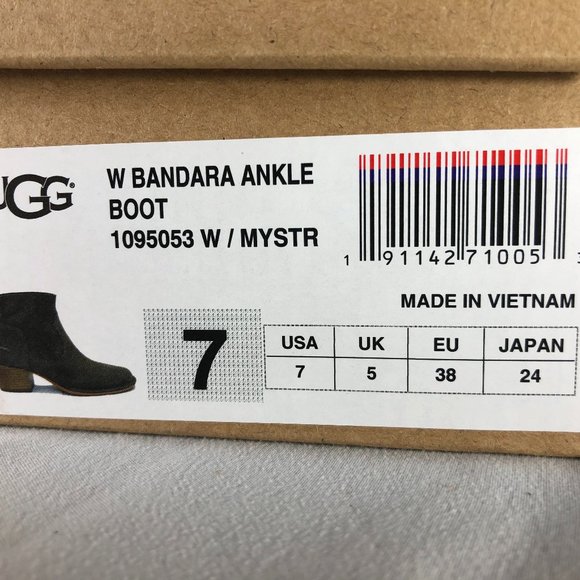 UGG®
W BANDARA ANKLE
BOOT
1095053 W / MYSTR
1 91142 71005 3
MADE IN VIETNAM
7
USA UK EU JAPAN
7 5 38 24